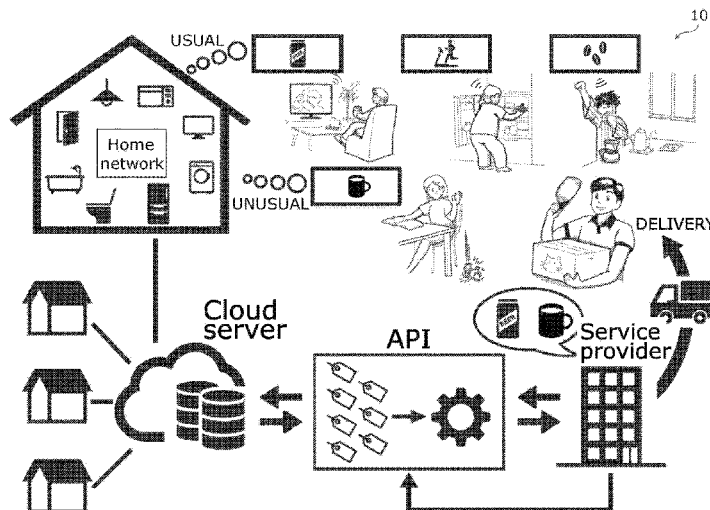 10
USUAL
Home
network
UNUSUAL
DELIVERY
Cloud
server
API
Service
provider